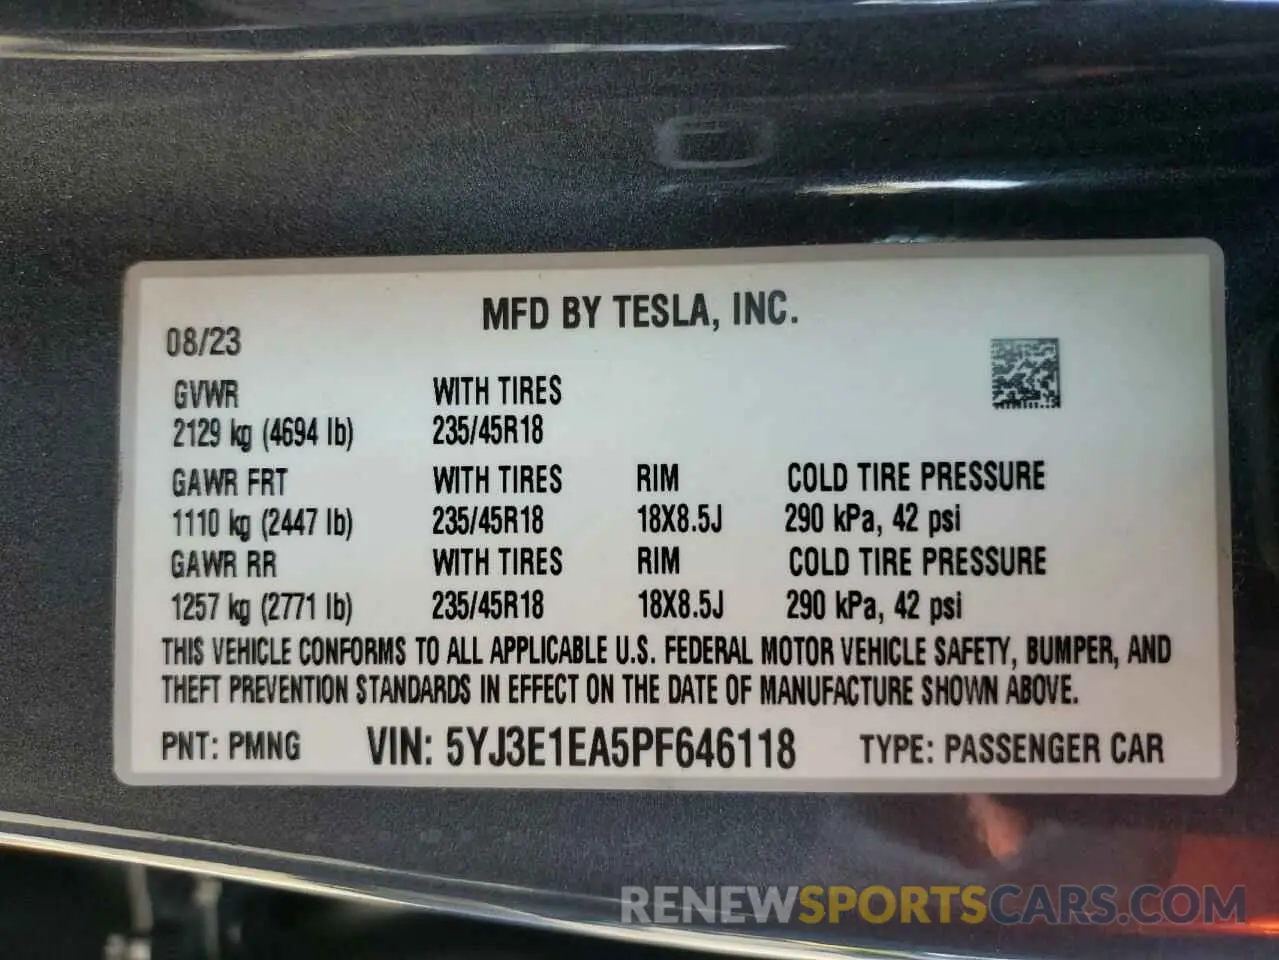 MFD BY TESLA, INC.
08/23
GVWR WITH TIRES
2129 kg (4694 lb) 235/45R18
GAWR FRT WITH TIRES RIM COLD TIRE PRESSURE
1110 kg (2447 lb) 235/45R18 18X8.5J 290 kPa, 42 psi
GAWR RR WITH TIRES RIM COLD TIRE PRESSURE
1257 kg (2771 lb) 235/45R18 18X8.5J 290 kPa, 42 psi
THIS VEHICLE CONFORMS TO ALL APPLICABLE U.S. FEDERAL MOTOR VEHICLE SAFETY, BUMPER, AND
THEFT PREVENTION STANDARDS IN EFFECT ON THE DATE OF MANUFACTURE SHOWN ABOVE.
PNT: PMNG VIN: 5YJ3E1EA5PF646118 TYPE: PASSENGER CAR
RENEWSPORTSCARS.COM